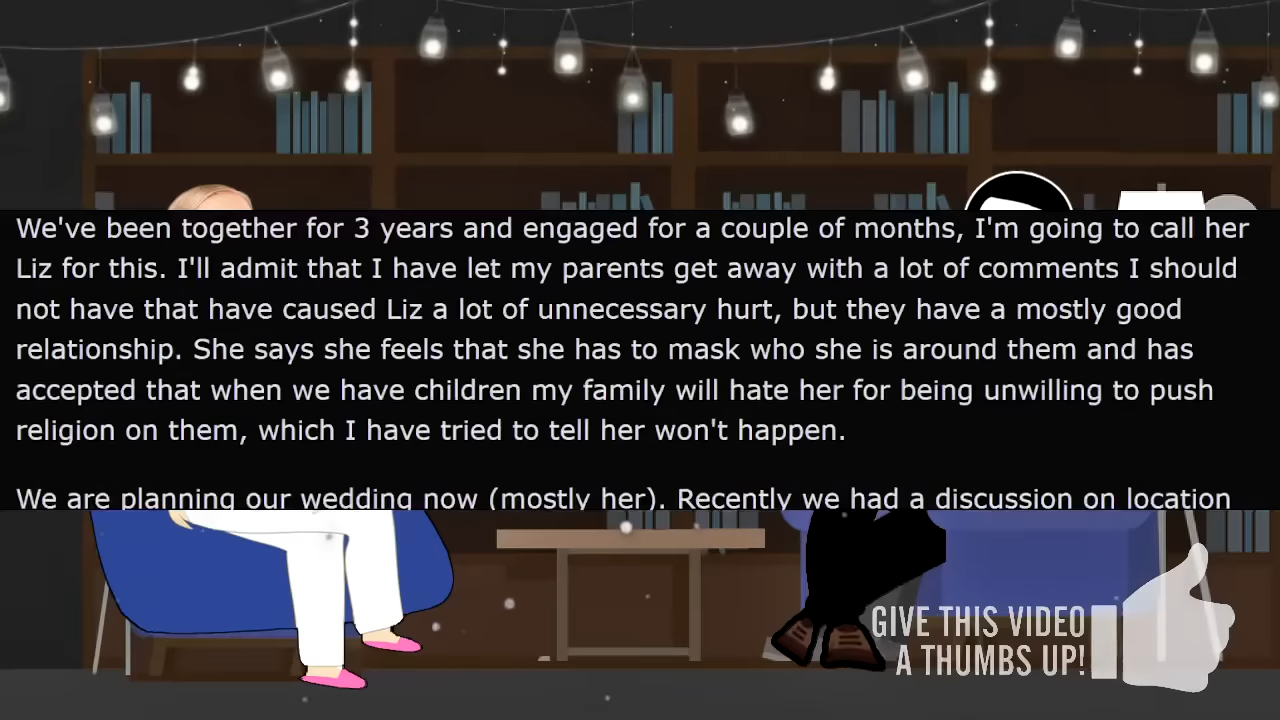 We've been together for 3 years and engaged for a couple of months, I'm going to call her
Liz for this. I'll admit that I have let my parents get away with a lot of comments I should
not have that have caused Liz a lot of unnecessary hurt, but they have a mostly good
relationship. She says she feels that she has to mask who she is around them and has
accepted that when we have children my family will hate her for being unwilling to push
religion on them, which I have tried to tell her won't happen.
We are planning our wedding now (mostly her). Recently we had a discussion on location
GIVE THIS VIDEO
A THUMBS UP!